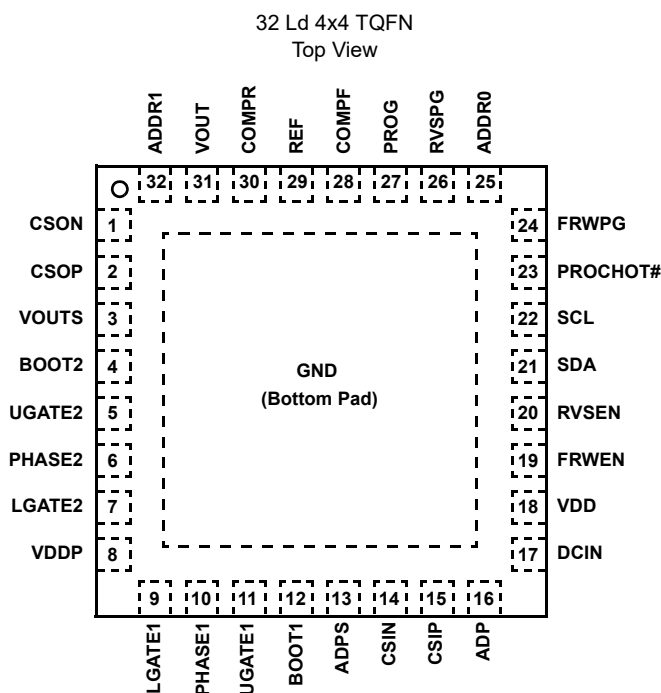 32 Ld 4x4 TQFN
Top View
ADDR1 VOUT COMPR REF COMPF PROG RVSPG ADDR0
32 31 30 29 28 27 26 25
CSON 1 24 FRWPG
CSOP 2 23 PROCHOT#
VOUTS 3 22 SCL
BOOT2 4 21 SDA
GND
(Bottom Pad)
UGATE2 5 20 RVSEN
PHASE2 6 19 FRWEN
LGATE2 7 18 VDD
VDDP 8 17 DCIN
9 10 11 12 13 14 15 16
LGATE1 PHASE1 UGATE1 BOOT1 ADPS CSIN CSIP ADP